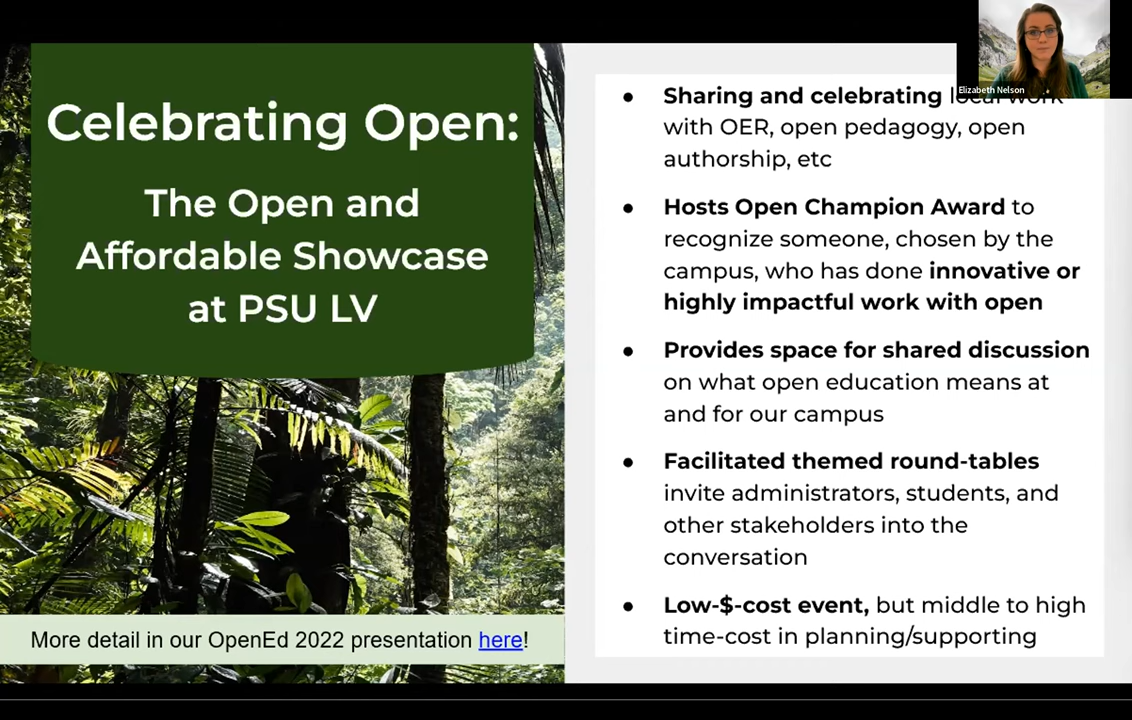 Celebrating Open:
The Open and
Affordable Showcase
at PSU LV
More detail in our OpenEd 2022 presentation here!
Elizabeth Nelson
● Sharing and celebrating local work
with OER, open pedagogy, open
authorship, etc
● Hosts Open Champion Award to
recognize someone, chosen by the
campus, who has done innovative or
highly impactful work with open
● Provides space for shared discussion
on what open education means at
and for our campus
● Facilitated themed round-tables
invite administrators, students, and
other stakeholders into the
conversation
● Low-$-cost event, but middle to high
time-cost in planning/supporting